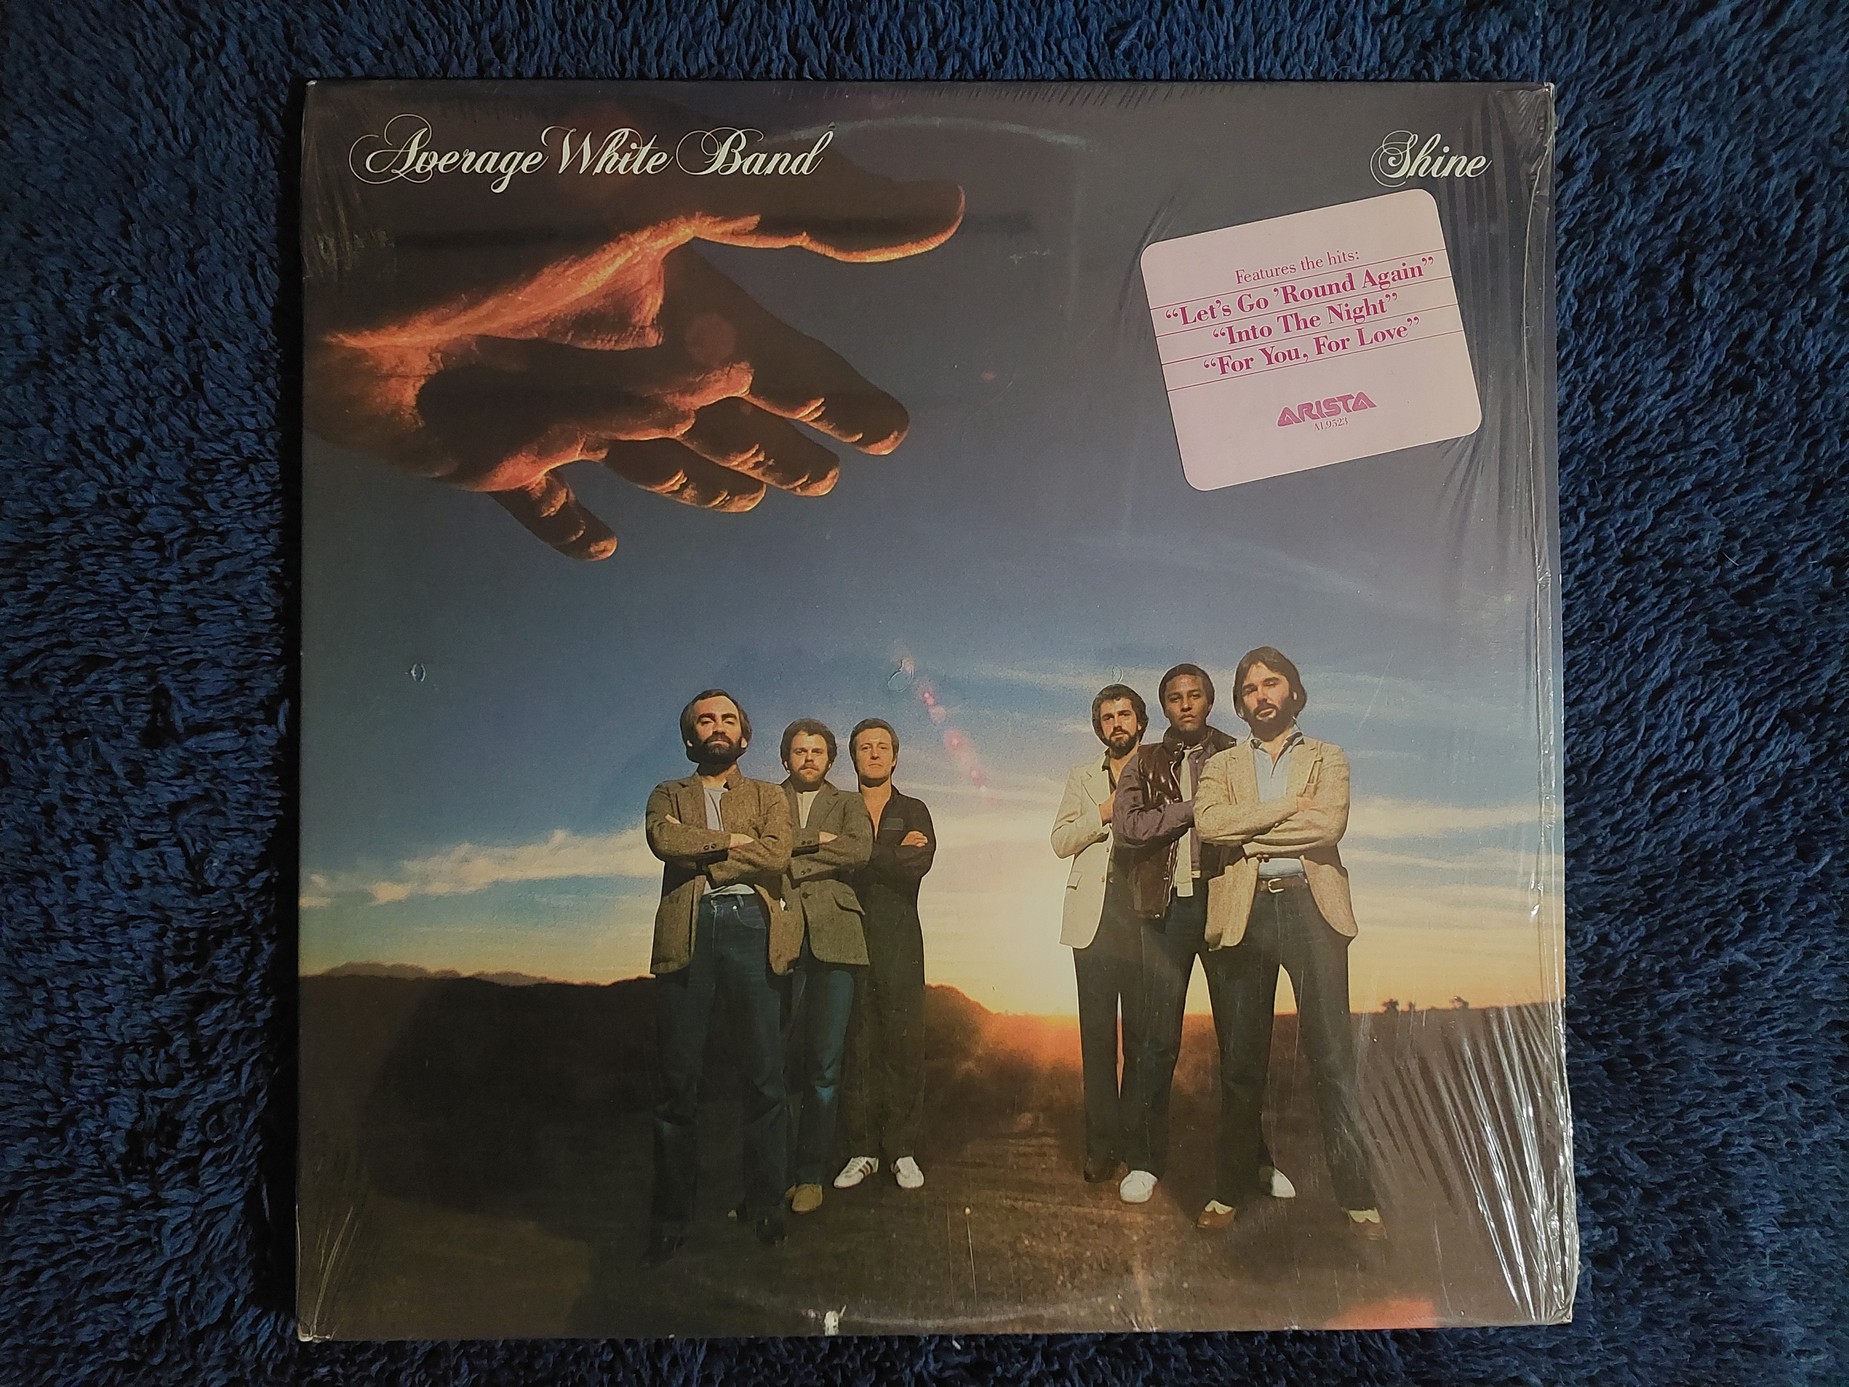 Average White Band
Shine
Features the hits:
“Let's Go 'Round Again”
“Into The Night”
“For You, For Love”
ARISTA
AL9523